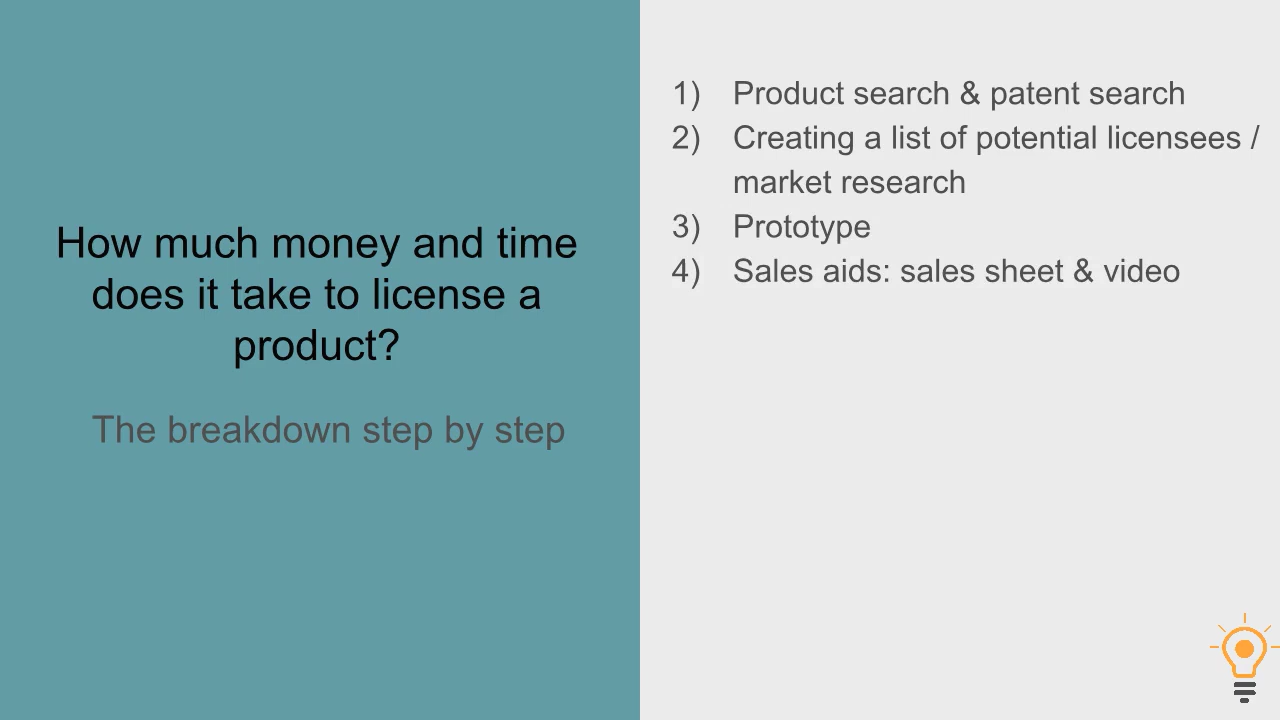 How much money and time
does it take to license a
product?
The breakdown step by step
1) Product search & patent search
2) Creating a list of potential licensees /
market research
3) Prototype
4) Sales aids: sales sheet & video